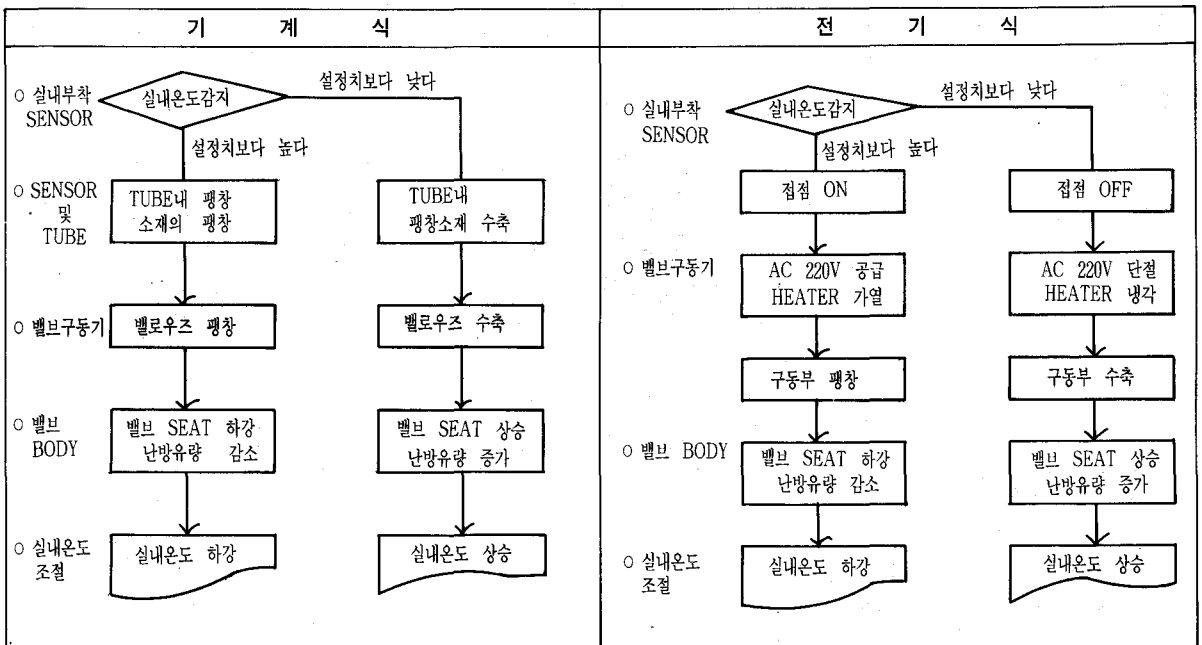 기 계 식
○ 실내부착
SENSOR
실내온도감지
설정치보다 낮다
설정치보다 높다
○ SENSOR
및
TUBE
TUBE내 팽창
소재의 팽창
TUBE내
팽창소재 수축
○ 밸브구동기
밸로우즈 팽창
밸로우즈 수축
○ 밸브
BODY
밸브 SEAT 하강
난방유량 감소
밸브 SEAT 상승
난방유량 증가
○ 실내온도
조절
실내온도 하강
실내온도 상승
전 기 식
○ 실내부착
SENSOR
실내온도감지
설정치보다 낮다
설정치보다 높다
접점 ON
접점 OFF
○ 밸브구동기
AC 220V 공급
HEATER 가열
AC 220V 단절
HEATER 냉각
구동부 팽창
구동부 수축
○ 밸브 BODY
밸브 SEAT 하강
난방유량 감소
밸브 SEAT 상승
난방유량 증가
○ 실내온도
조절
실내온도 하강
실내온도 상승